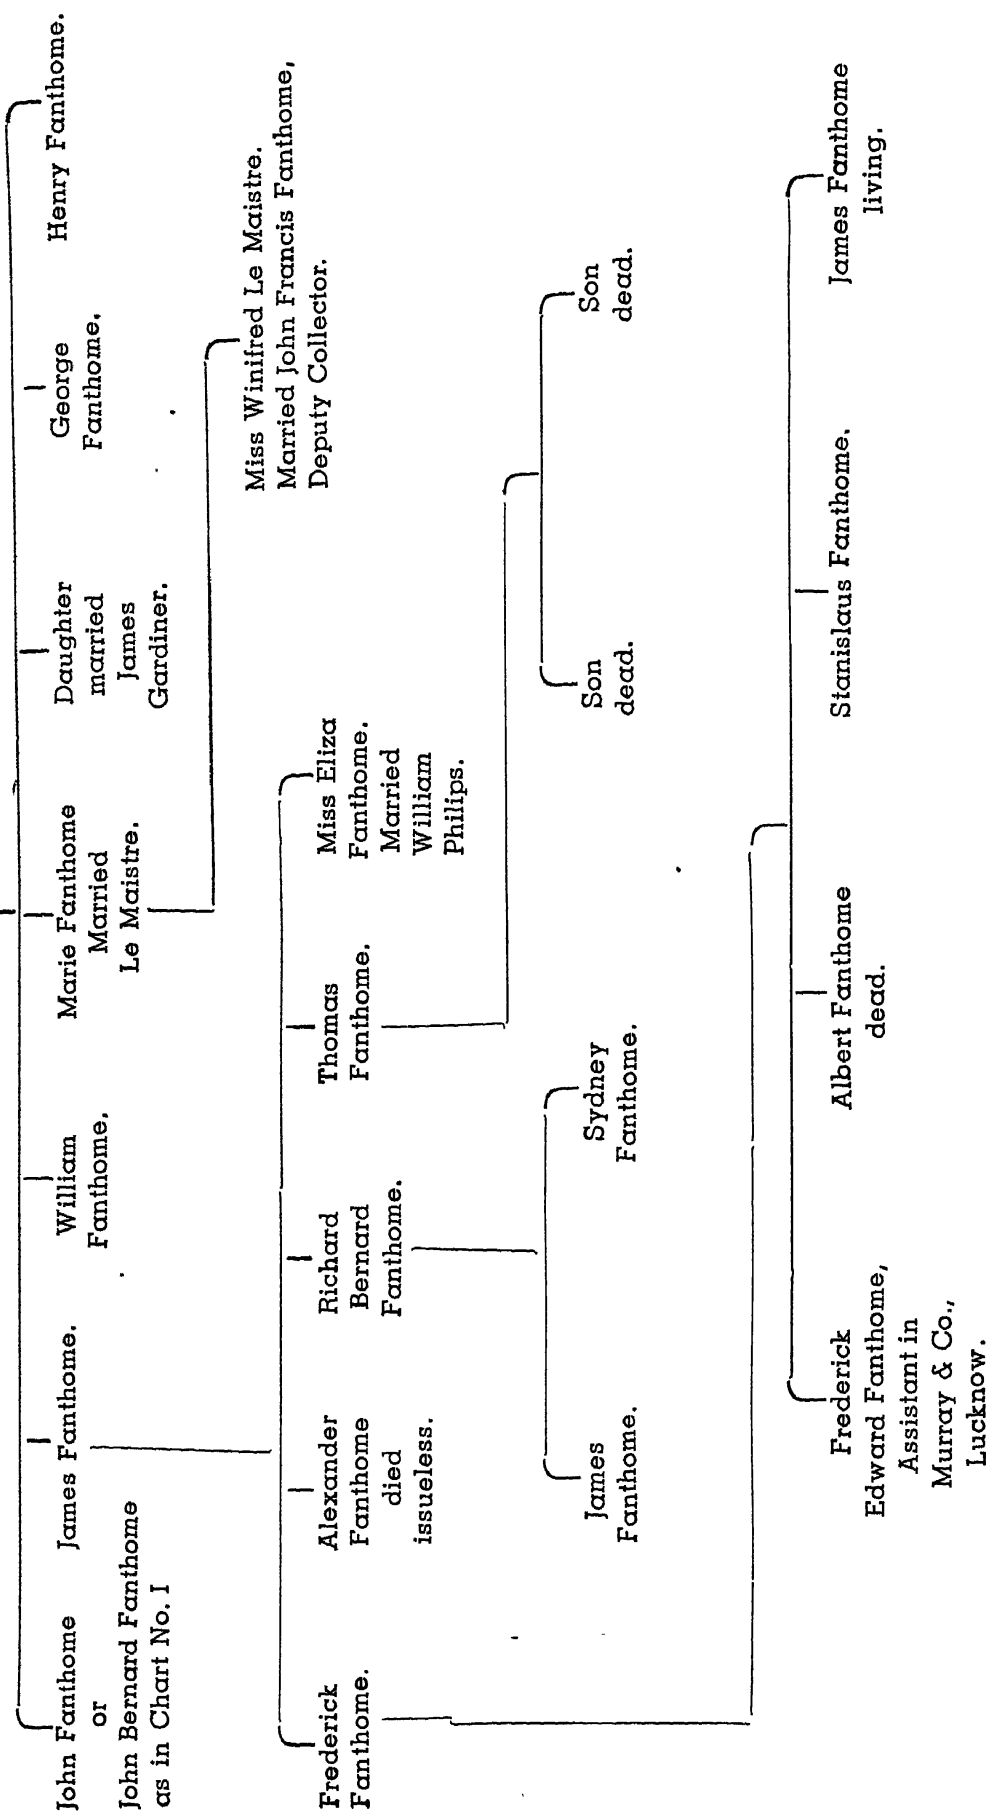 John Fanthome
or
John Bernard Fanthome
as in Chart No. I
James Fanthome.
William
Fanthome.
Marie Fanthome
Married
Le Maistre.
Daughter
married
James
Gardiner.
George
Fanthome.
Henry Fanthome.
Miss Winifred Le Maistre.
Married John Francis Fanthome,
Deputy Collector.
Frederick
Fanthome.
Alexander
Fanthome
died
issueless.
Richard
Bernard
Fanthome.
Thomas
Fanthome.
Miss Eliza
Fanthome.
Married
William
Philips.
James
Fanthome.
Sydney
Fanthome.
Son
dead.
Son
dead.
Frederick
Edward Fanthome,
Assistant in
Murray & Co.,
Lucknow.
Albert Fanthome
dead.
Stanislaus Fanthome.
James Fanthome
living.